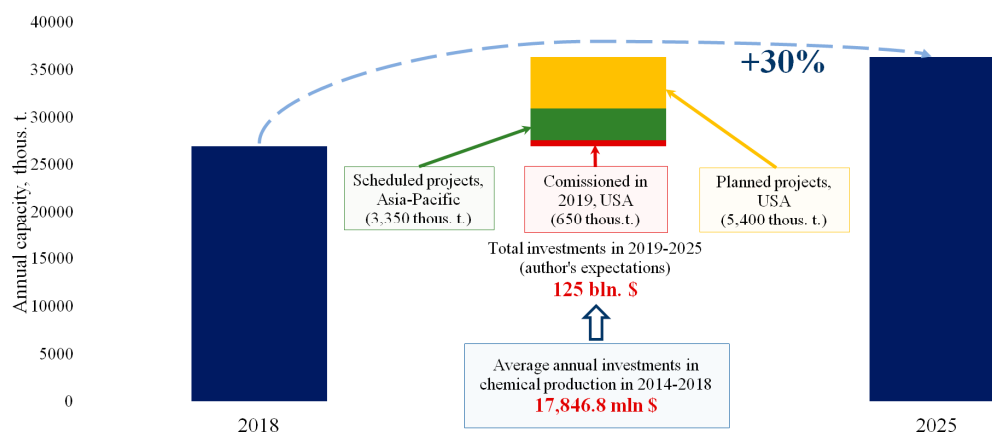 40000
35000
30000
25000
20000
15000
10000
5000
0
Annual capacity, thous. t.
+30%
Scheduled projects,
Asia-Pacific
(3,350 thous. t.)
Comissioned in
2019, USA
(650 thous.t.)
Planned projects,
USA
(5,400 thous. t.)
Total investments in 2019-2025
(author's expectations)
125 bln. $
Average annual investments in
chemical production in 2014-2018
17,846.8 mln $
2018
2025